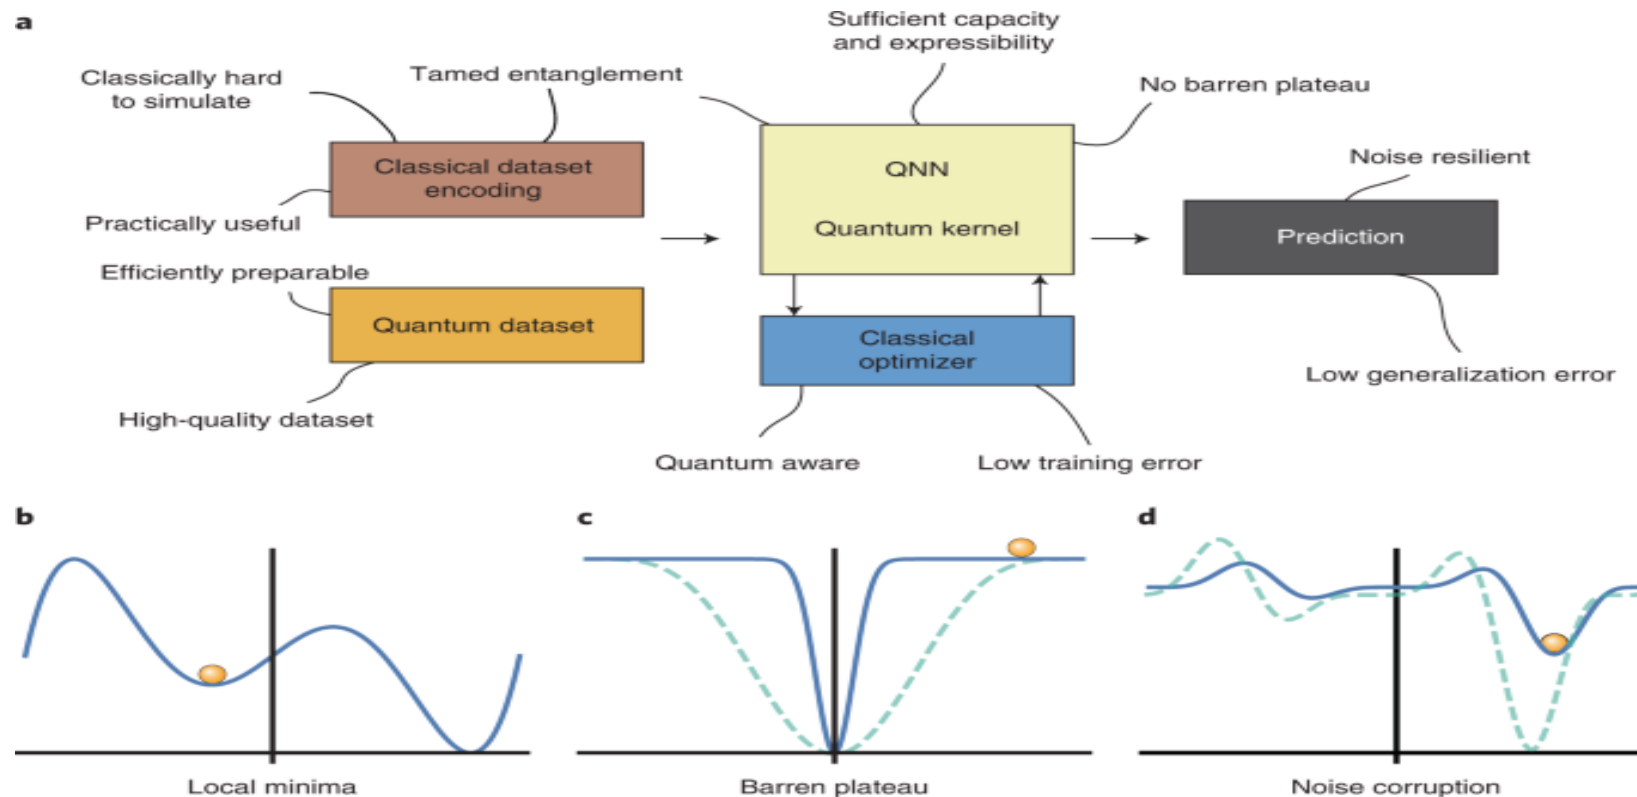 a
Sufficient capacity
and expressibility
Classically hard
to simulate
Tamed entanglement
No barren plateau
Classical dataset
encoding
QNN
Quantum kernel
Noise resilient
Practically useful
Prediction
Efficiently preparable
Quantum dataset
Classical
optimizer
High-quality dataset
Low generalization error
Quantum aware
Low training error
b
c
d
Local minima
Barren plateau
Noise corruption